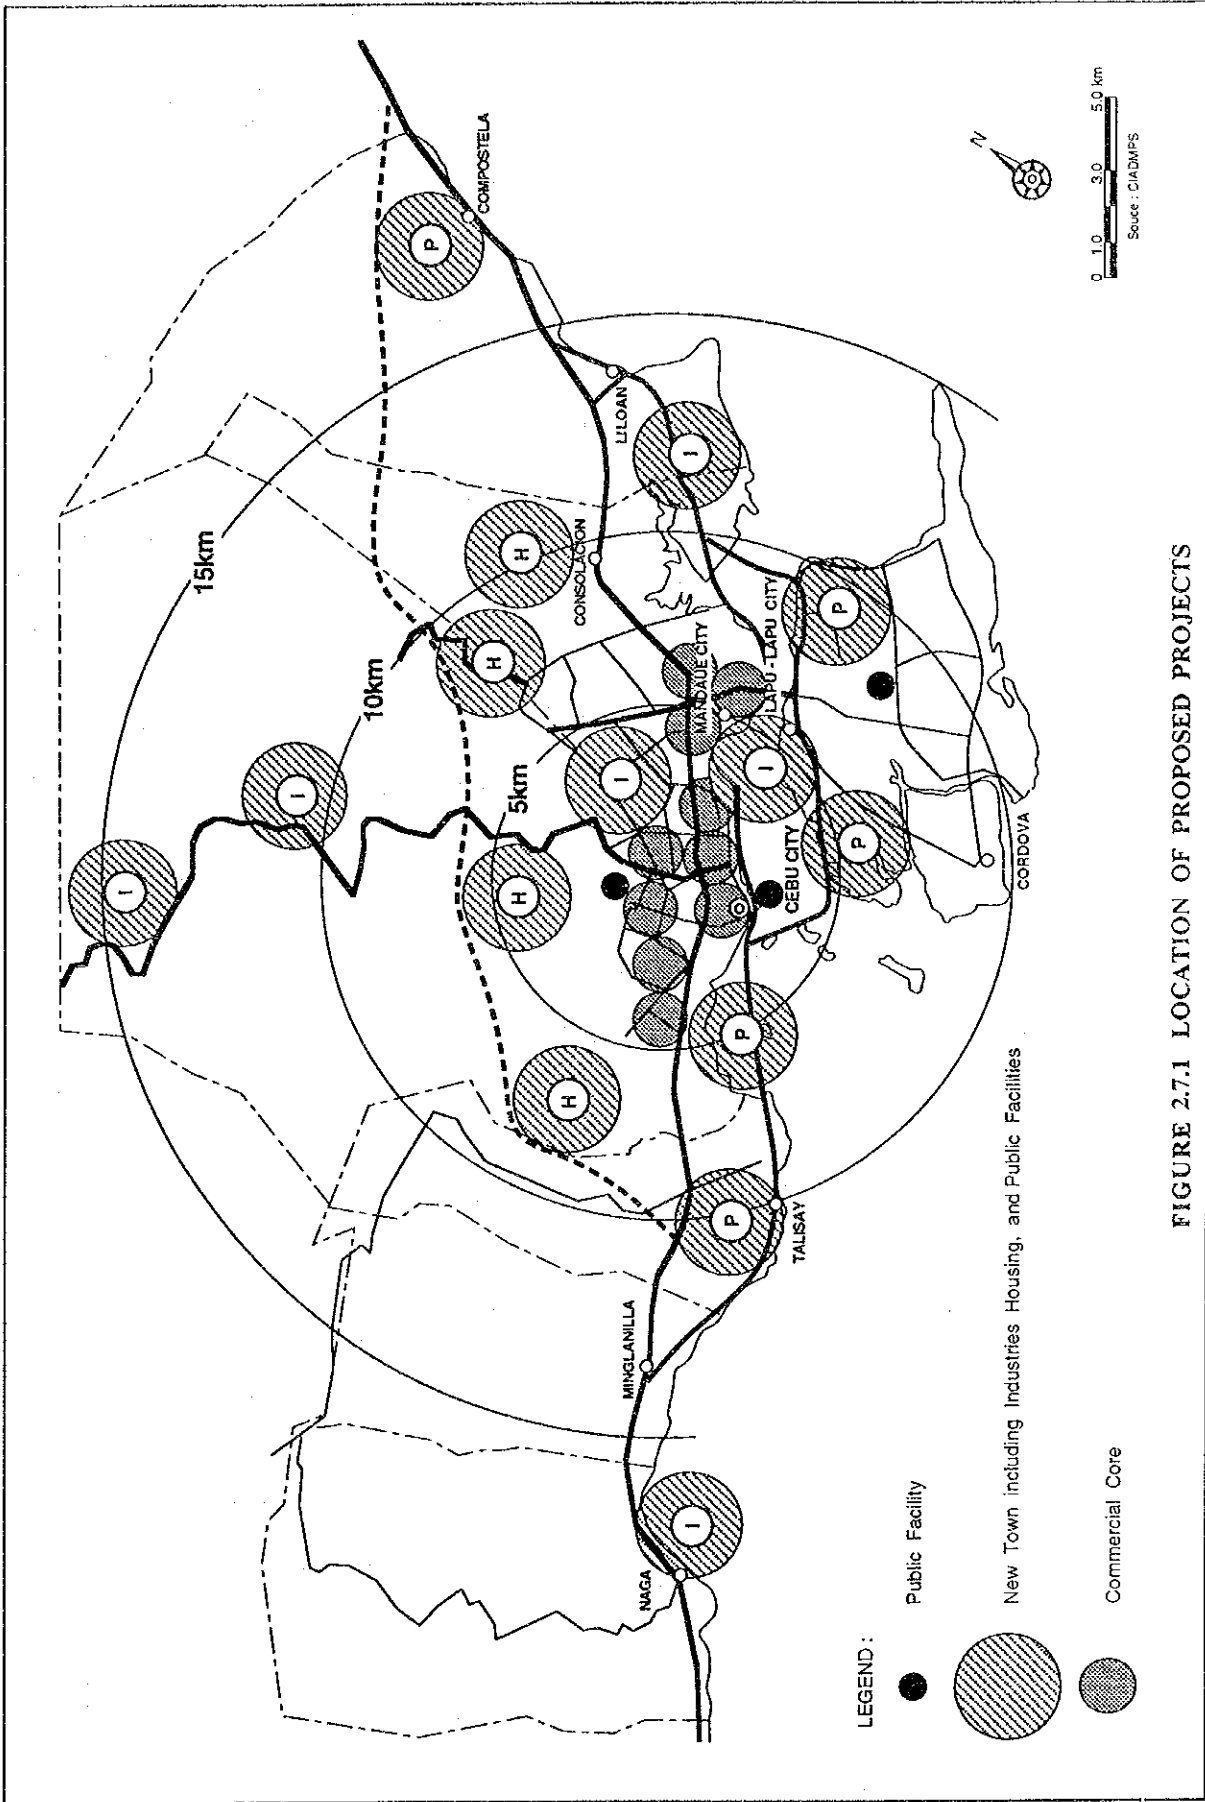 15km
10km
5km
COMPOSTELA
LILOAN
CONSOLACION
MANDAUE CITY
LAPU - LAPU CITY
CEBU CITY
CORDOVA
TALISAY
MINGLANILLA
NAGA
P
I
H
H
I
I
I
I
H
H
P
P
P
P
I
N
0 1.0 3.0 5.0 km
Souce : CIADMPS
LEGEND :
Public Facility
New Town including Industries Housing, and Public Facilities
Commercial Core
FIGURE 2.7.1 LOCATION OF PROPOSED PROJECTS